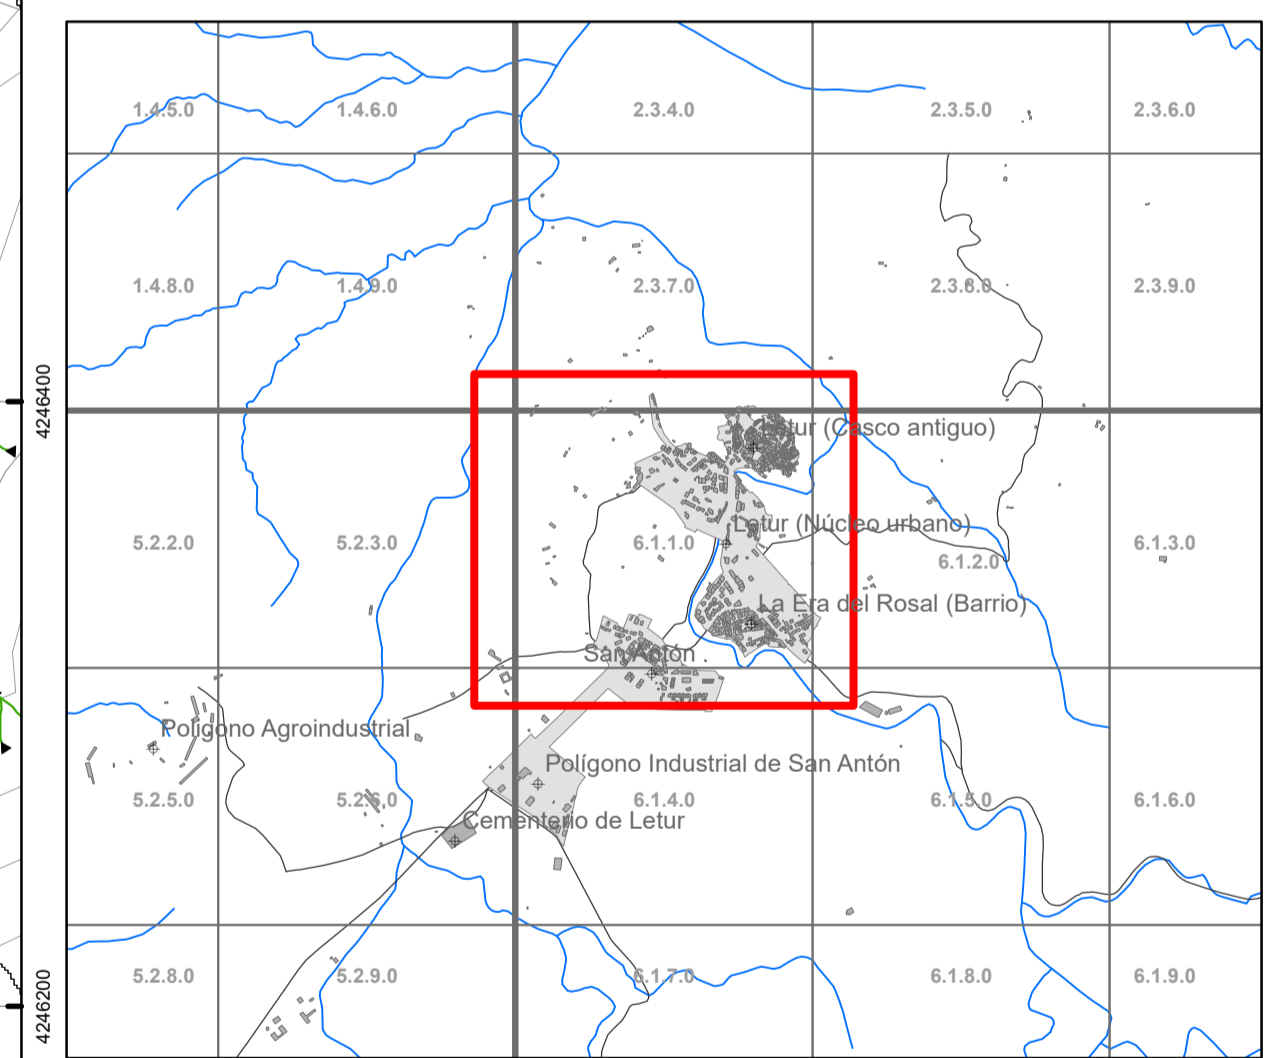 1.4.5.0 1.4.6.0 2.3.4.0 2.3.5.0 2.3.6.0
1.4.8.0 1.4.9.0 2.3.7.0 2.3.8.0 2.3.9.0
4246400
Letur (Casco antiguo)
Letur (Núcleo urbano)
5.2.2.0 5.2.3.0 6.1.1.0 6.1.2.0 6.1.3.0
La Era del Rosal (Barrio)
San Antón
Polígono Agroindustrial
Polígono Industrial de San Antón
5.2.5.0 5.2.6.0 6.1.4.0 6.1.5.0 6.1.6.0
Cementerio de Letur
5.2.8.0 5.2.9.0 6.1.7.0 6.1.8.0 6.1.9.0
4246200